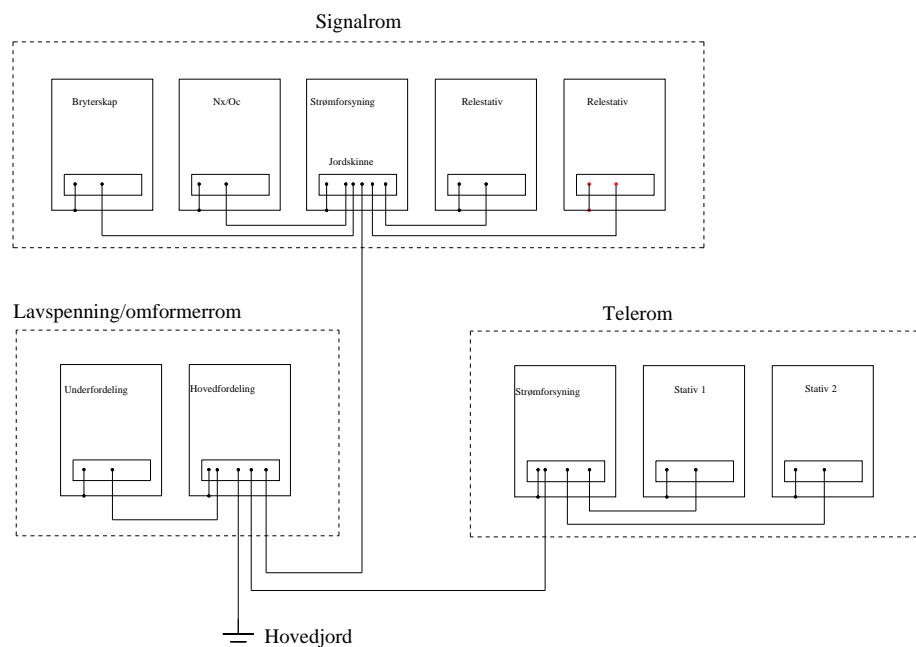 Signalrom
Bryterskap
Nx/Oc
Strømforsyning
Relestativ
Relestativ
Jordskinne
Lavspenning/omformerrom
Telerom
Underfordeling
Hovedfordeling
Strømforsyning
Stativ 1
Stativ 2
Hovedjord